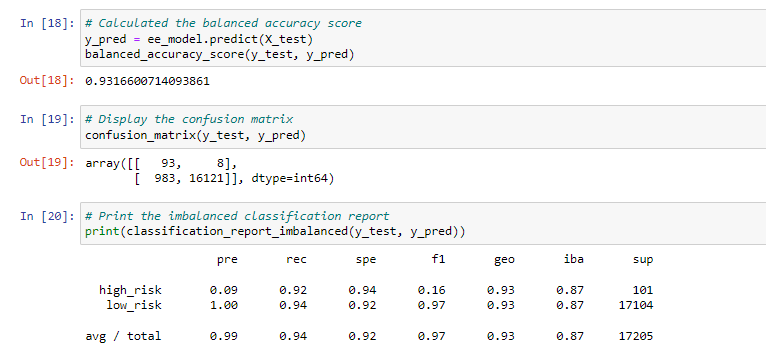 In [18]: # Calculated the balanced accuracy score
y_pred = ee_model.predict(X_test)
balanced_accuracy_score(y_test, y_pred)
Out[18]: 0.9316600714093861
In [19]: # Display the confusion matrix
confusion_matrix(y_test, y_pred)
Out[19]: array([[   93,     8],
       [  983, 16121]], dtype=int64)
In [20]: # Print the imbalanced classification report
print(classification_report_imbalanced(y_test, y_pred))
pre rec spe f1 geo iba sup
high_risk 0.09 0.92 0.94 0.16 0.93 0.87 101
low_risk 1.00 0.94 0.92 0.97 0.93 0.87 17104
avg / total 0.99 0.94 0.92 0.97 0.93 0.87 17205